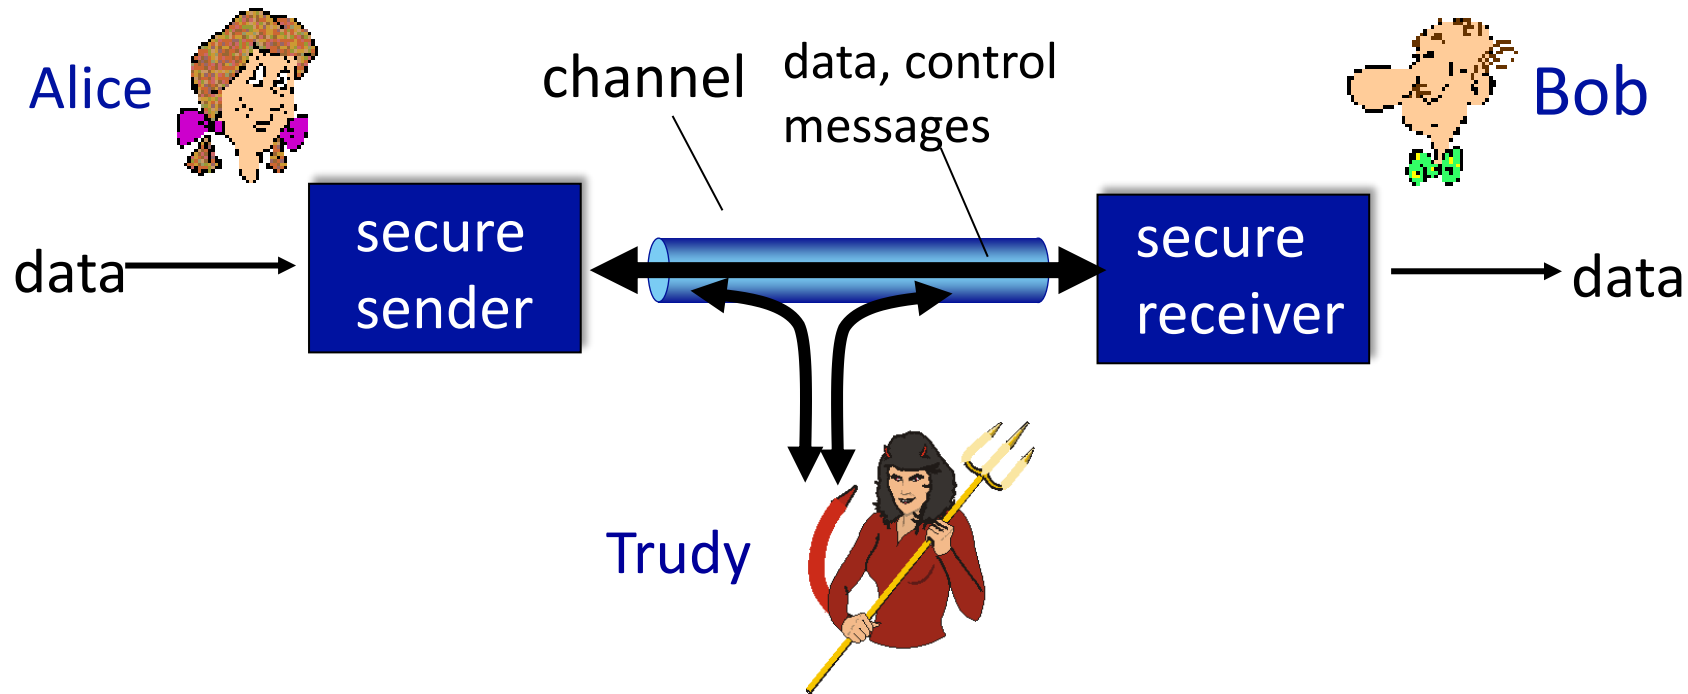 Alice
channel
data, control
messages
Bob
data
secure
sender
secure
receiver
data
Trudy